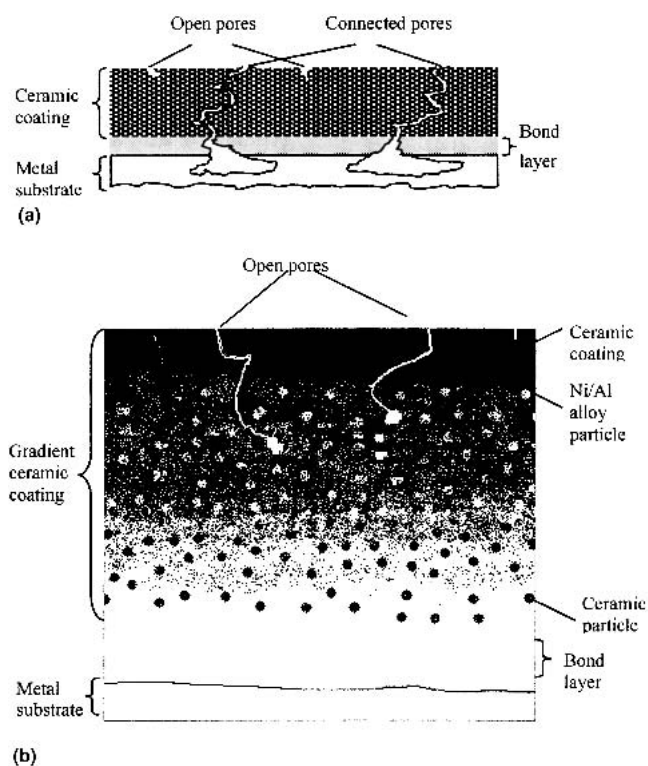 Open pores
Connected pores
Ceramic
coating
Bond
layer
Metal
substrate
(a)
Open pores
Ceramic
coating
Ni/Al
alloy
particle
Gradient
ceramic
coating
Ceramic
particle
Bond
layer
Metal
substrate
(b)